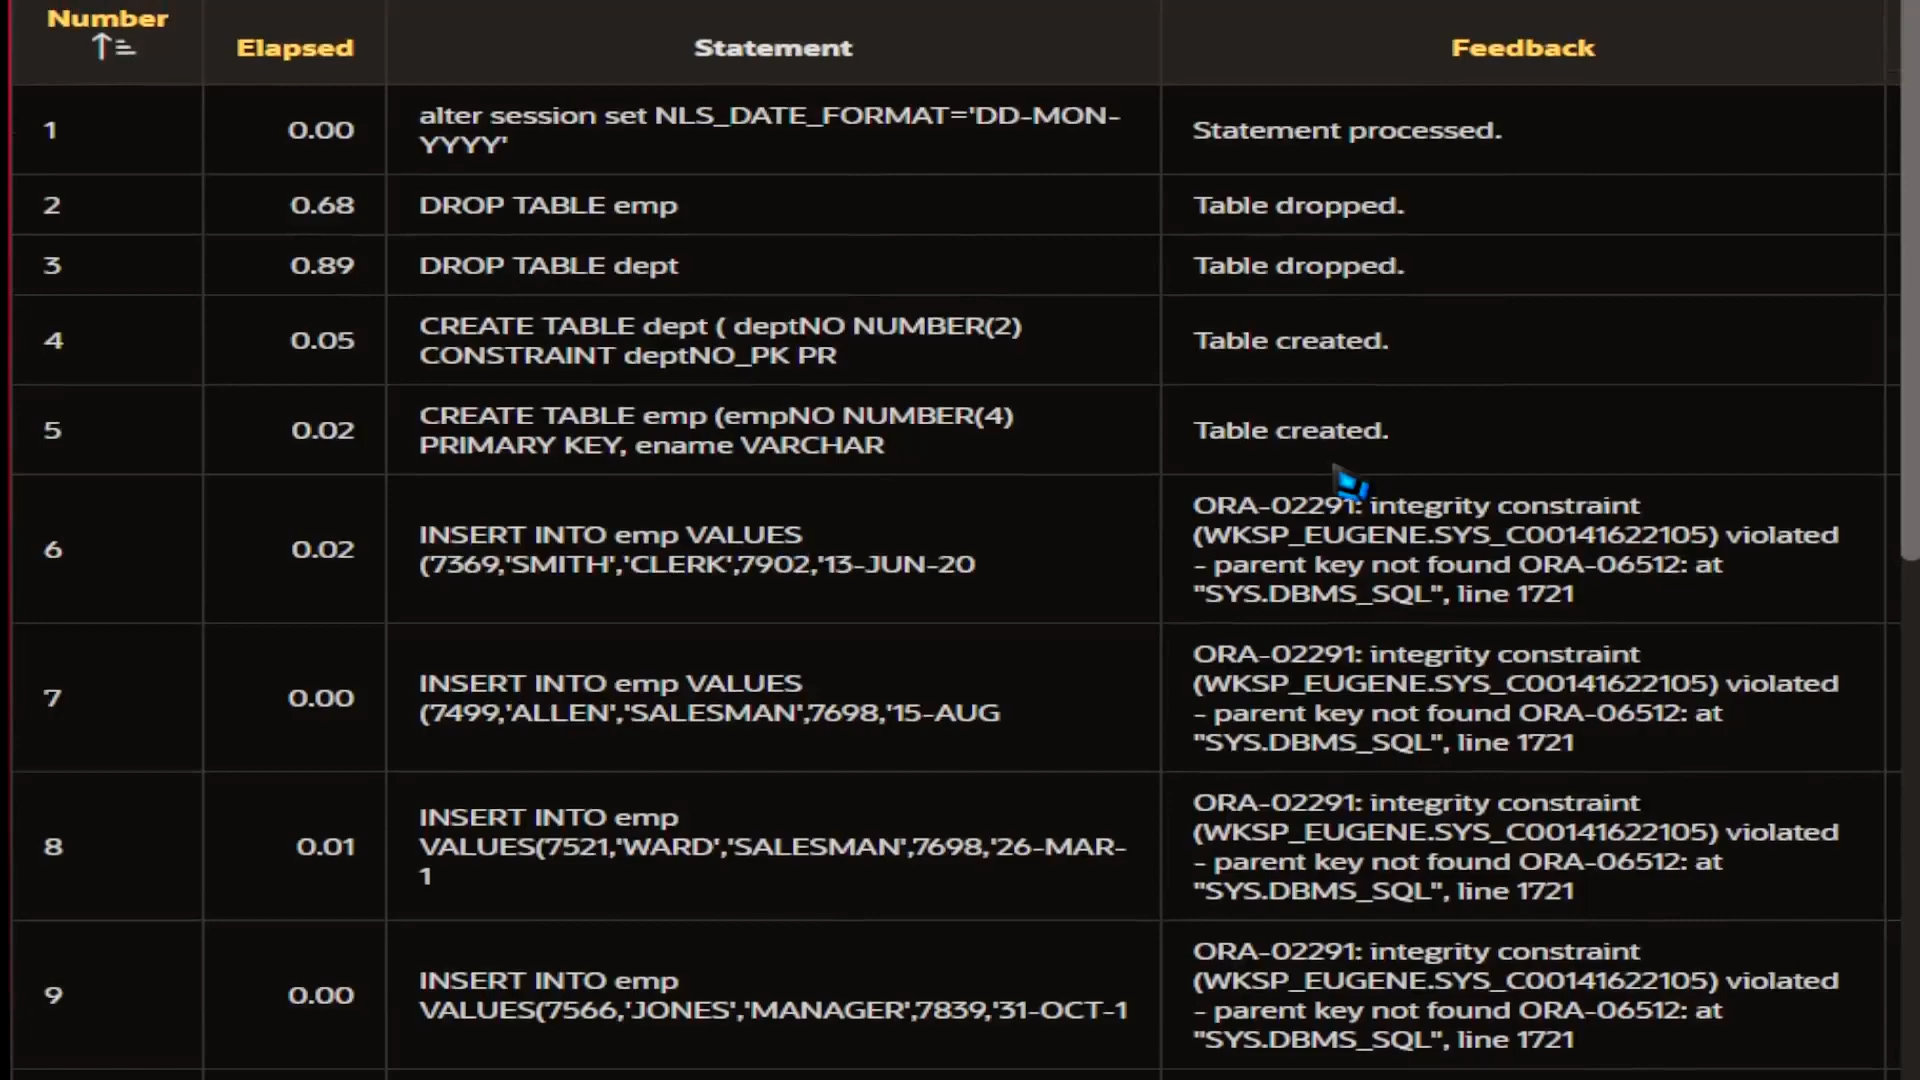 Number
Elapsed
Statement
Feedback
1
0.00
alter session set NLS_DATE_FORMAT='DD-MON-
YYYY'
Statement processed.
2
0.68
DROP TABLE emp
Table dropped.
3
0.89
DROP TABLE dept
Table dropped.
4
0.05
CREATE TABLE dept ( deptNO NUMBER(2)
CONSTRAINT deptNO_PK PR
Table created.
5
0.02
CREATE TABLE emp (empNO NUMBER(4)
PRIMARY KEY, ename VARCHAR
Table created.
6
0.02
INSERT INTO emp VALUES
(7369,'SMITH','CLERK',7902,'13-JUN-20
ORA-02291: integrity constraint
(WKSP_EUGENE.SYS_C00141622105) violated
- parent key not found ORA-06512: at
"SYS.DBMS_SQL", line 1721
7
0.00
INSERT INTO emp VALUES
(7499,'ALLEN','SALESMAN',7698,'15-AUG
ORA-02291: integrity constraint
(WKSP_EUGENE.SYS_C00141622105) violated
- parent key not found ORA-06512: at
"SYS.DBMS_SQL", line 1721
8
0.01
INSERT INTO emp
VALUES(7521,'WARD','SALESMAN',7698,'26-MAR-
1
ORA-02291: integrity constraint
(WKSP_EUGENE.SYS_C00141622105) violated
- parent key not found ORA-06512: at
"SYS.DBMS_SQL", line 1721
9
0.00
INSERT INTO emp
VALUES(7566,'JONES','MANAGER',7839,'31-OCT-1
ORA-02291: integrity constraint
(WKSP_EUGENE.SYS_C00141622105) violated
- parent key not found ORA-06512: at
"SYS.DBMS_SQL", line 1721